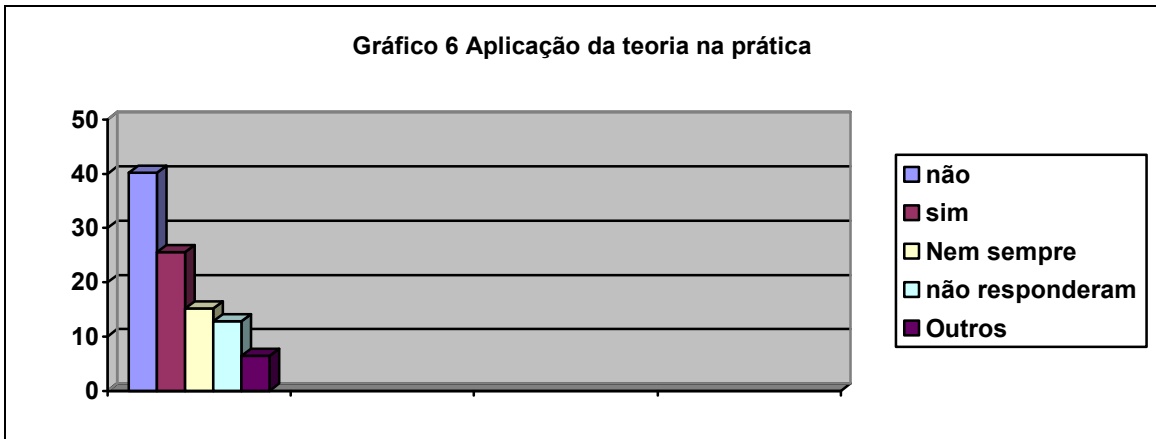 Gráfico 6 Aplicação da teoria na prática
50
40
30
20
10
0
não
sim
Nem sempre
não responderam
Outros